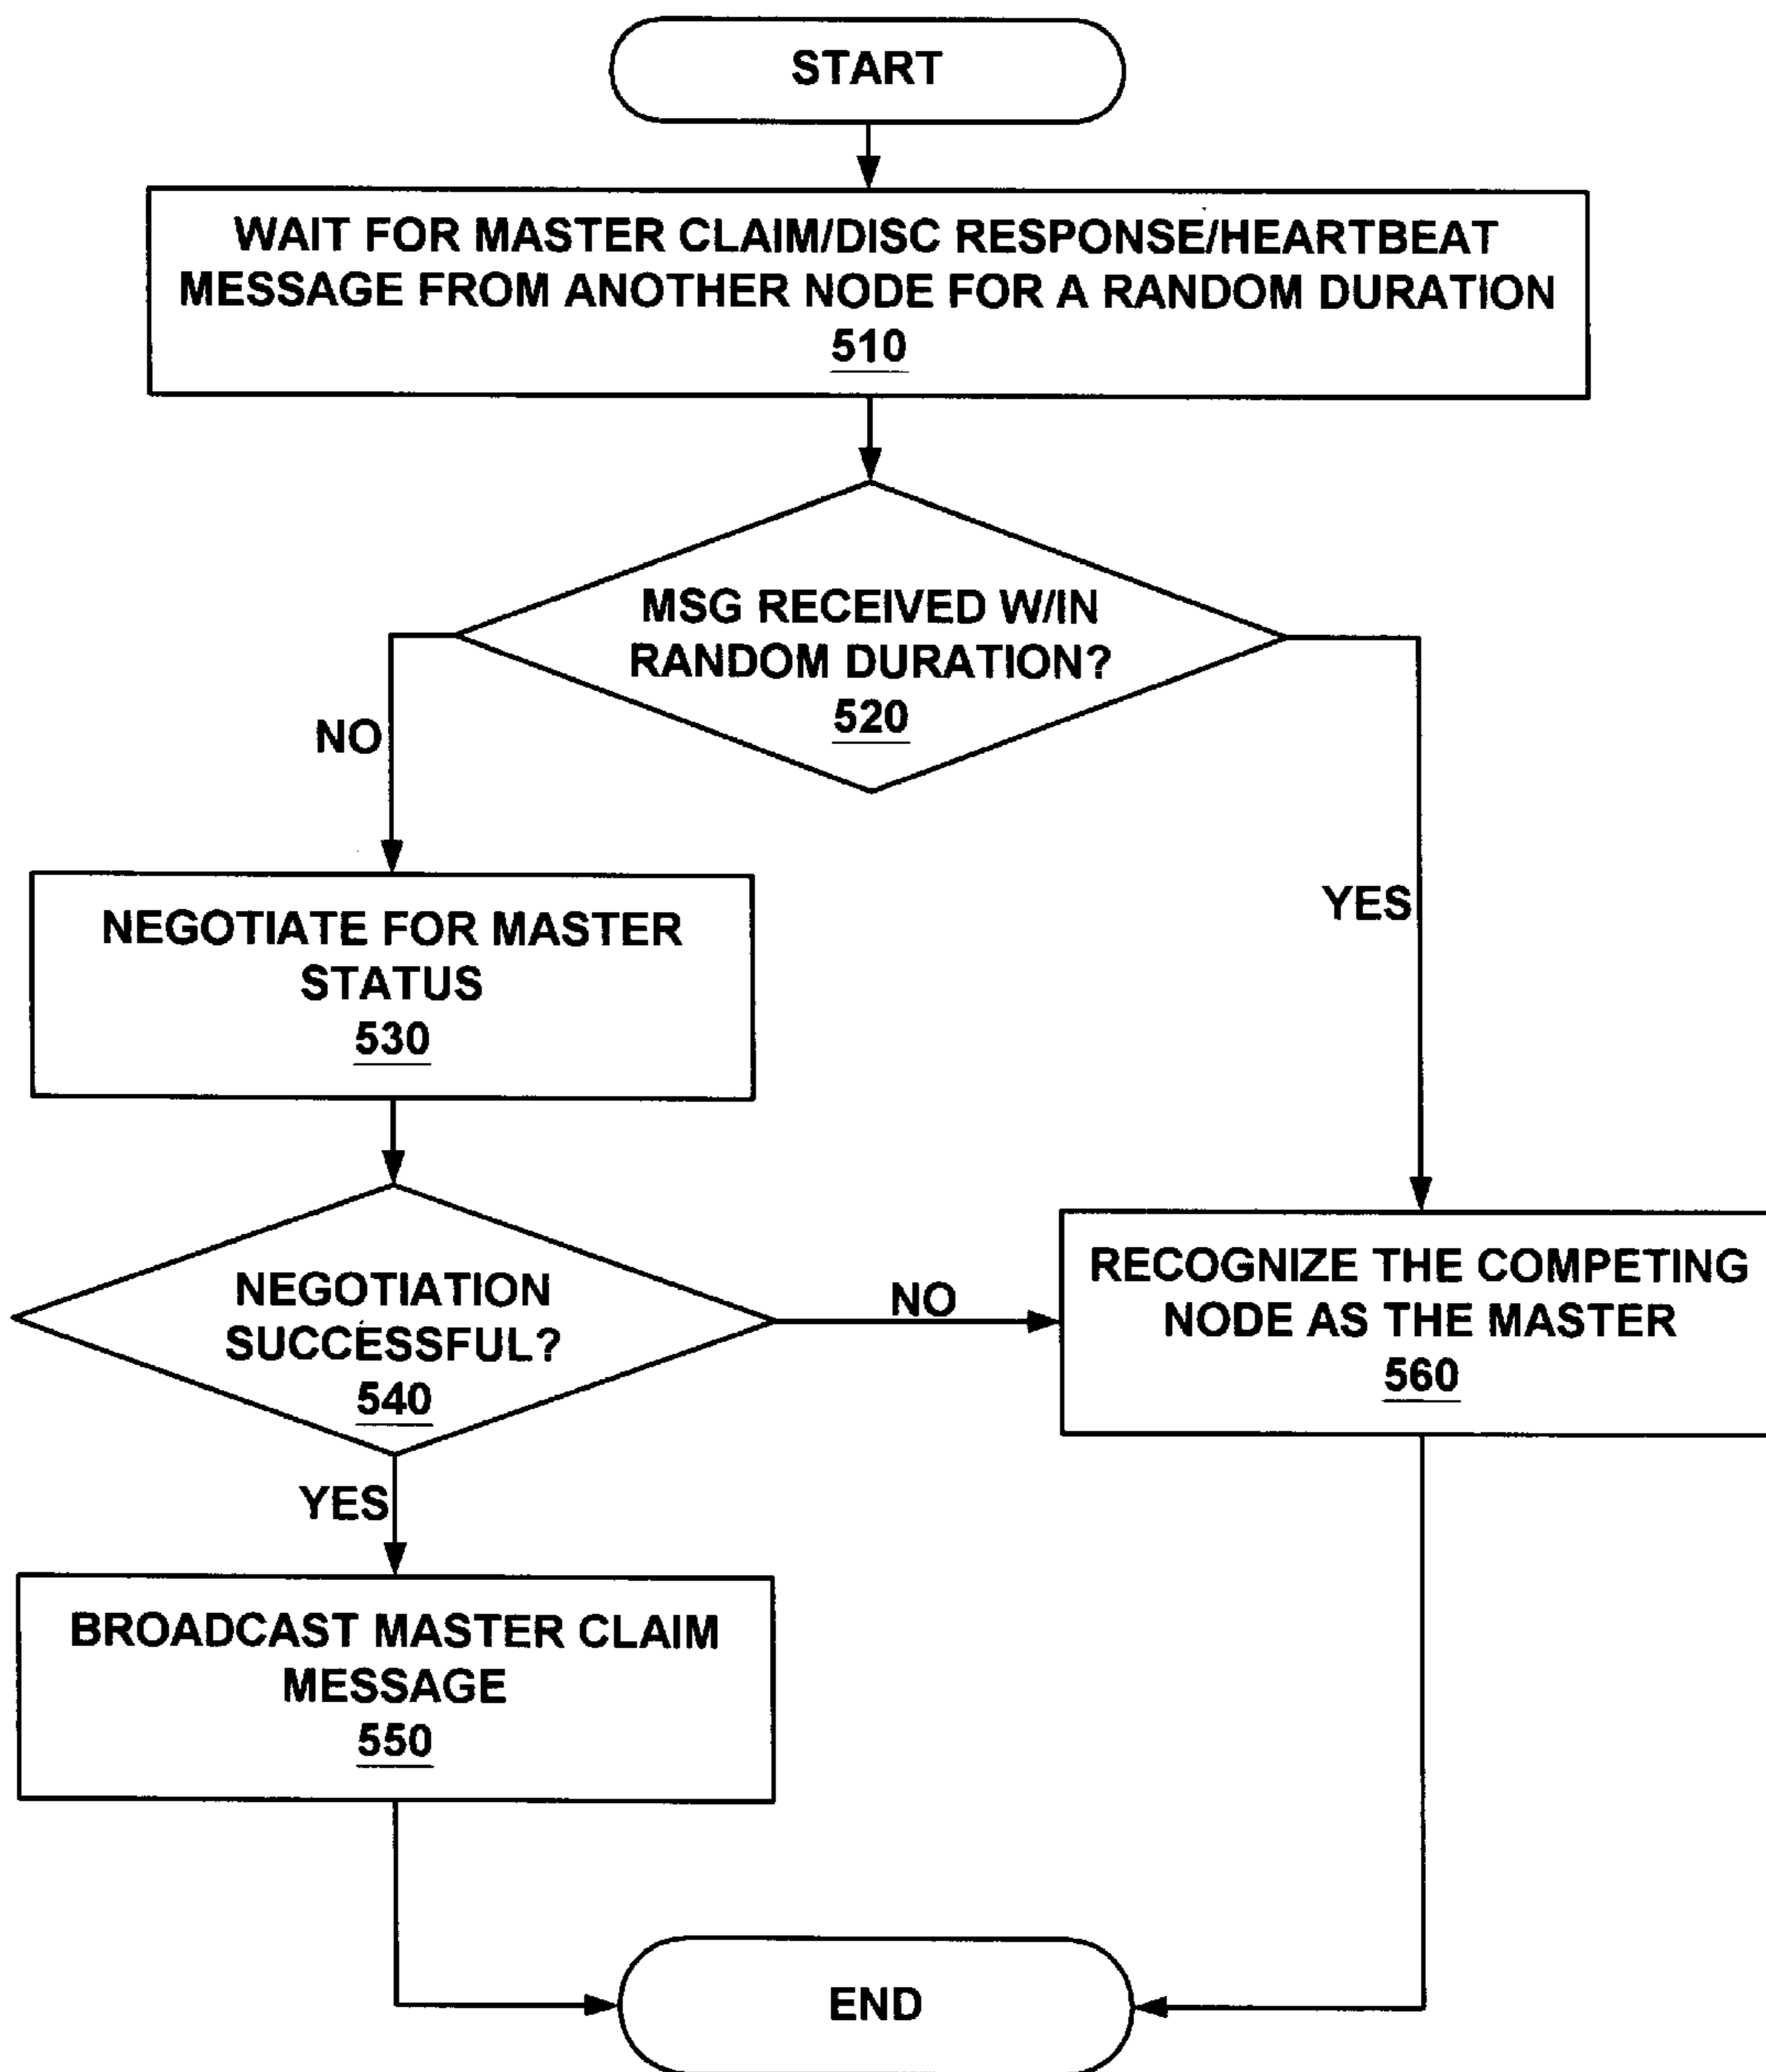 START
WAIT FOR MASTER CLAIM/DISC RESPONSE/HEARTBEAT
MESSAGE FROM ANOTHER NODE FOR A RANDOM DURATION
510
MSG RECEIVED W/IN
RANDOM DURATION?
520
NO
YES
NEGOTIATE FOR MASTER
STATUS
530
NEGOTIATION
SUCCESSFUL?
540
NO
RECOGNIZE THE COMPETING
NODE AS THE MASTER
560
YES
BROADCAST MASTER CLAIM
MESSAGE
550
END